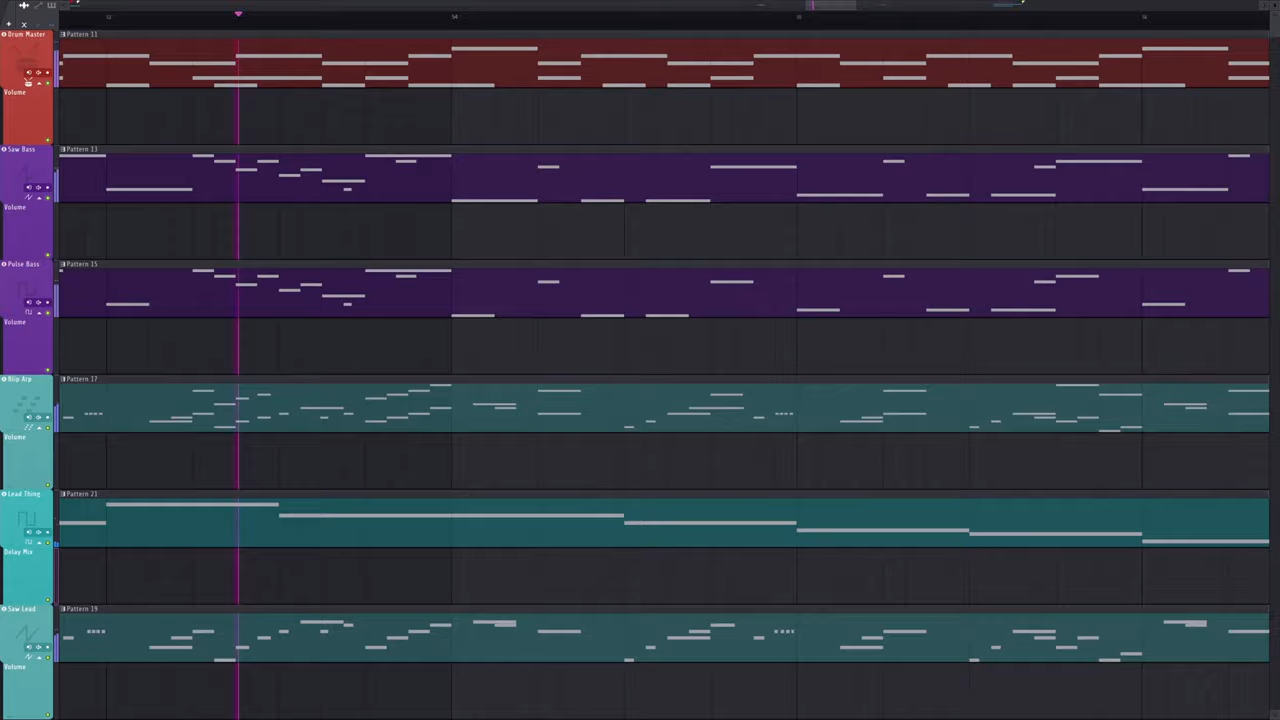 54
Drum Master
Pattern 11
Volume
Saw Bass
Pattern 13
Volume
Pulse Bass
Pattern 15
Volume
Blip Arp
Pattern 17
Volume
Lead Thing
Pattern 21
Delay Mix
Saw Lead
Pattern 19
Volume